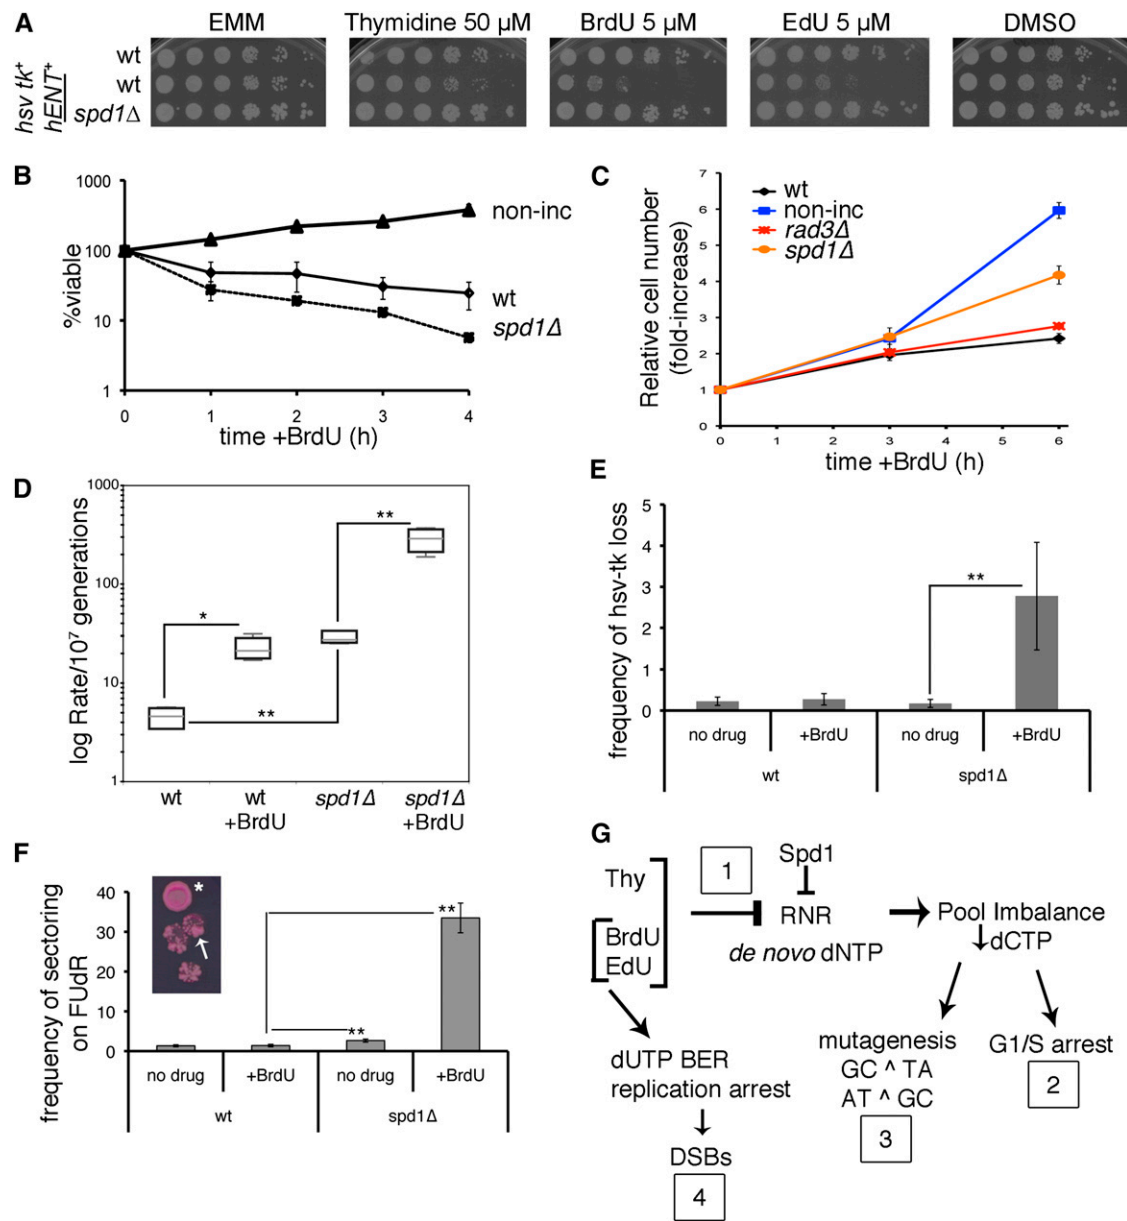 A
EMM
Thymidine 50 µM
BrdU 5 µM
EdU 5 µM
DMSO
wt
wt
spd1Δ
hsv tk⁺
hENT⁺
B
%viable
1000
100
10
1
0
1
2
3
4
time +BrdU (h)
non-inc
wt
spd1Δ
C
Relative cell number
(fold-increase)
7
6
5
4
3
2
1
0
0
1
2
3
4
5
6
time +BrdU (h)
wt
non-inc
rad3Δ
spd1Δ
D
log Rate/10⁷ generations
1000
100
10
1
*
**
**
wt
wt
+BrdU
spd1Δ
spd1Δ
+BrdU
E
frequency of hsv-tk loss
5
4
3
2
1
0
**
no drug
+BrdU
no drug
+BrdU
wt
spd1Δ
F
frequency of sectoring
on FUdR
40
30
20
10
0
*
**
**
no drug
+BrdU
no drug
+BrdU
wt
spd1Δ
G
Thy
BrdU
EdU
1
Spd1
RNR
de novo dNTP
Pool Imbalance
↓dCTP
dUTP BER
replication arrest
DSBs
4
mutagenesis
GC ^ TA
AT ^ GC
3
G1/S arrest
2